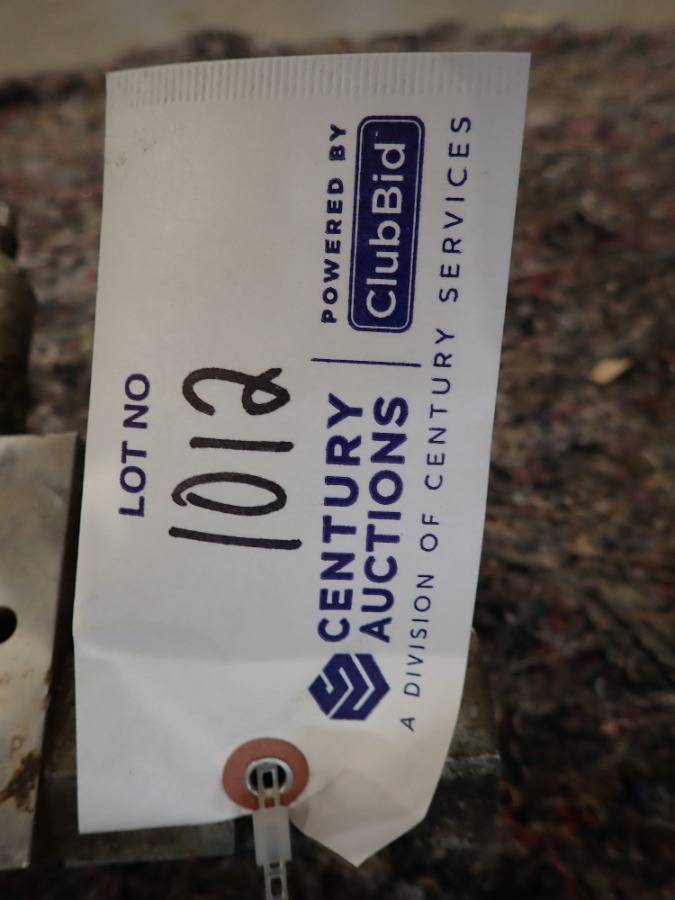 LOT NO
1012
CENTURY
AUCTIONS
POWERED BY
ClubBid
A DIVISION OF CENTURY SERVICES
P